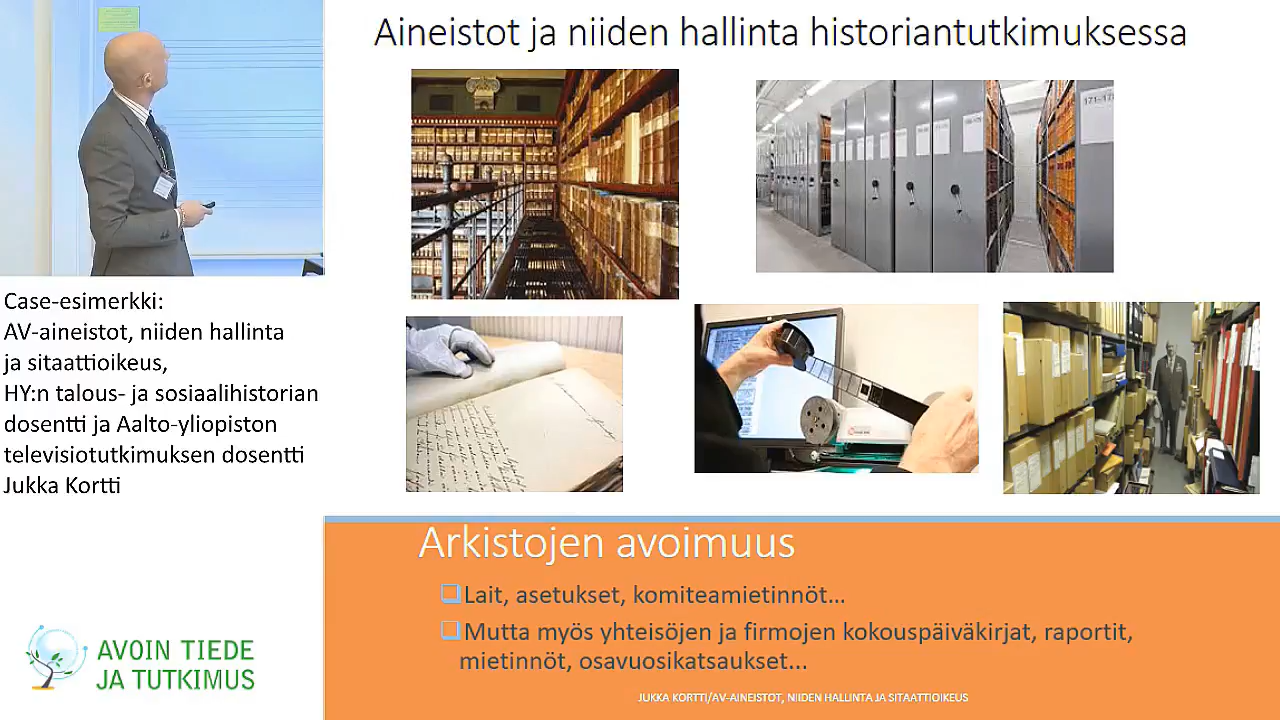 Aineistot ja niiden hallinta historiantutkimuksessa
Case-esimerkki:
AV-aineistot, niiden hallinta
ja sitaattioikeus,
HY:n talous- ja sosiaalihistorian
dosentti ja Aalto-yliopiston
televisiotutkimuksen dosentti
Jukka Kortti
Arkistojen avoimuus
Lait, asetukset, komiteamietinnöt...
Mutta myös yhteisöjen ja firmojen kokouspäiväkirjat, raportit,
mietinnöt, osavuosikatsaukset...
AVOIN TIEDE
JA TUTKIMUS
JUKKA KORTTI/AV-AINEISTOT, NIIDEN HALLINTA JA SITAATTIOIKEUS